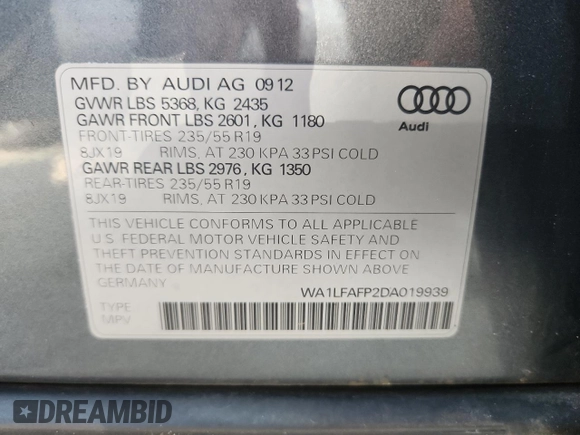 MFD. BY AUDI AG 09 12
GVWR LBS 5368, KG 2435
GAWR FRONT LBS 2601, KG 1180
FRONT-TIRES 235/55 R19
8JX19 RIMS, AT 230 KPA 33 PSI COLD
GAWR REAR LBS 2976, KG 1350
REAR-TIRES 235/55 R19
8JX19 RIMS, AT 230 KPA 33 PSI COLD
Audi
THIS VEHICLE CONFORMS TO ALL APPLICABLE
U.S. FEDERAL MOTOR VEHICLE SAFETY AND
THEFT PREVENTION STANDARDS IN EFFECT ON
THE DATE OF MANUFACTURE SHOWN ABOVE
GERMANY
WA1LFAFP2DA019939
TYPE:
MPV
DREAMBID